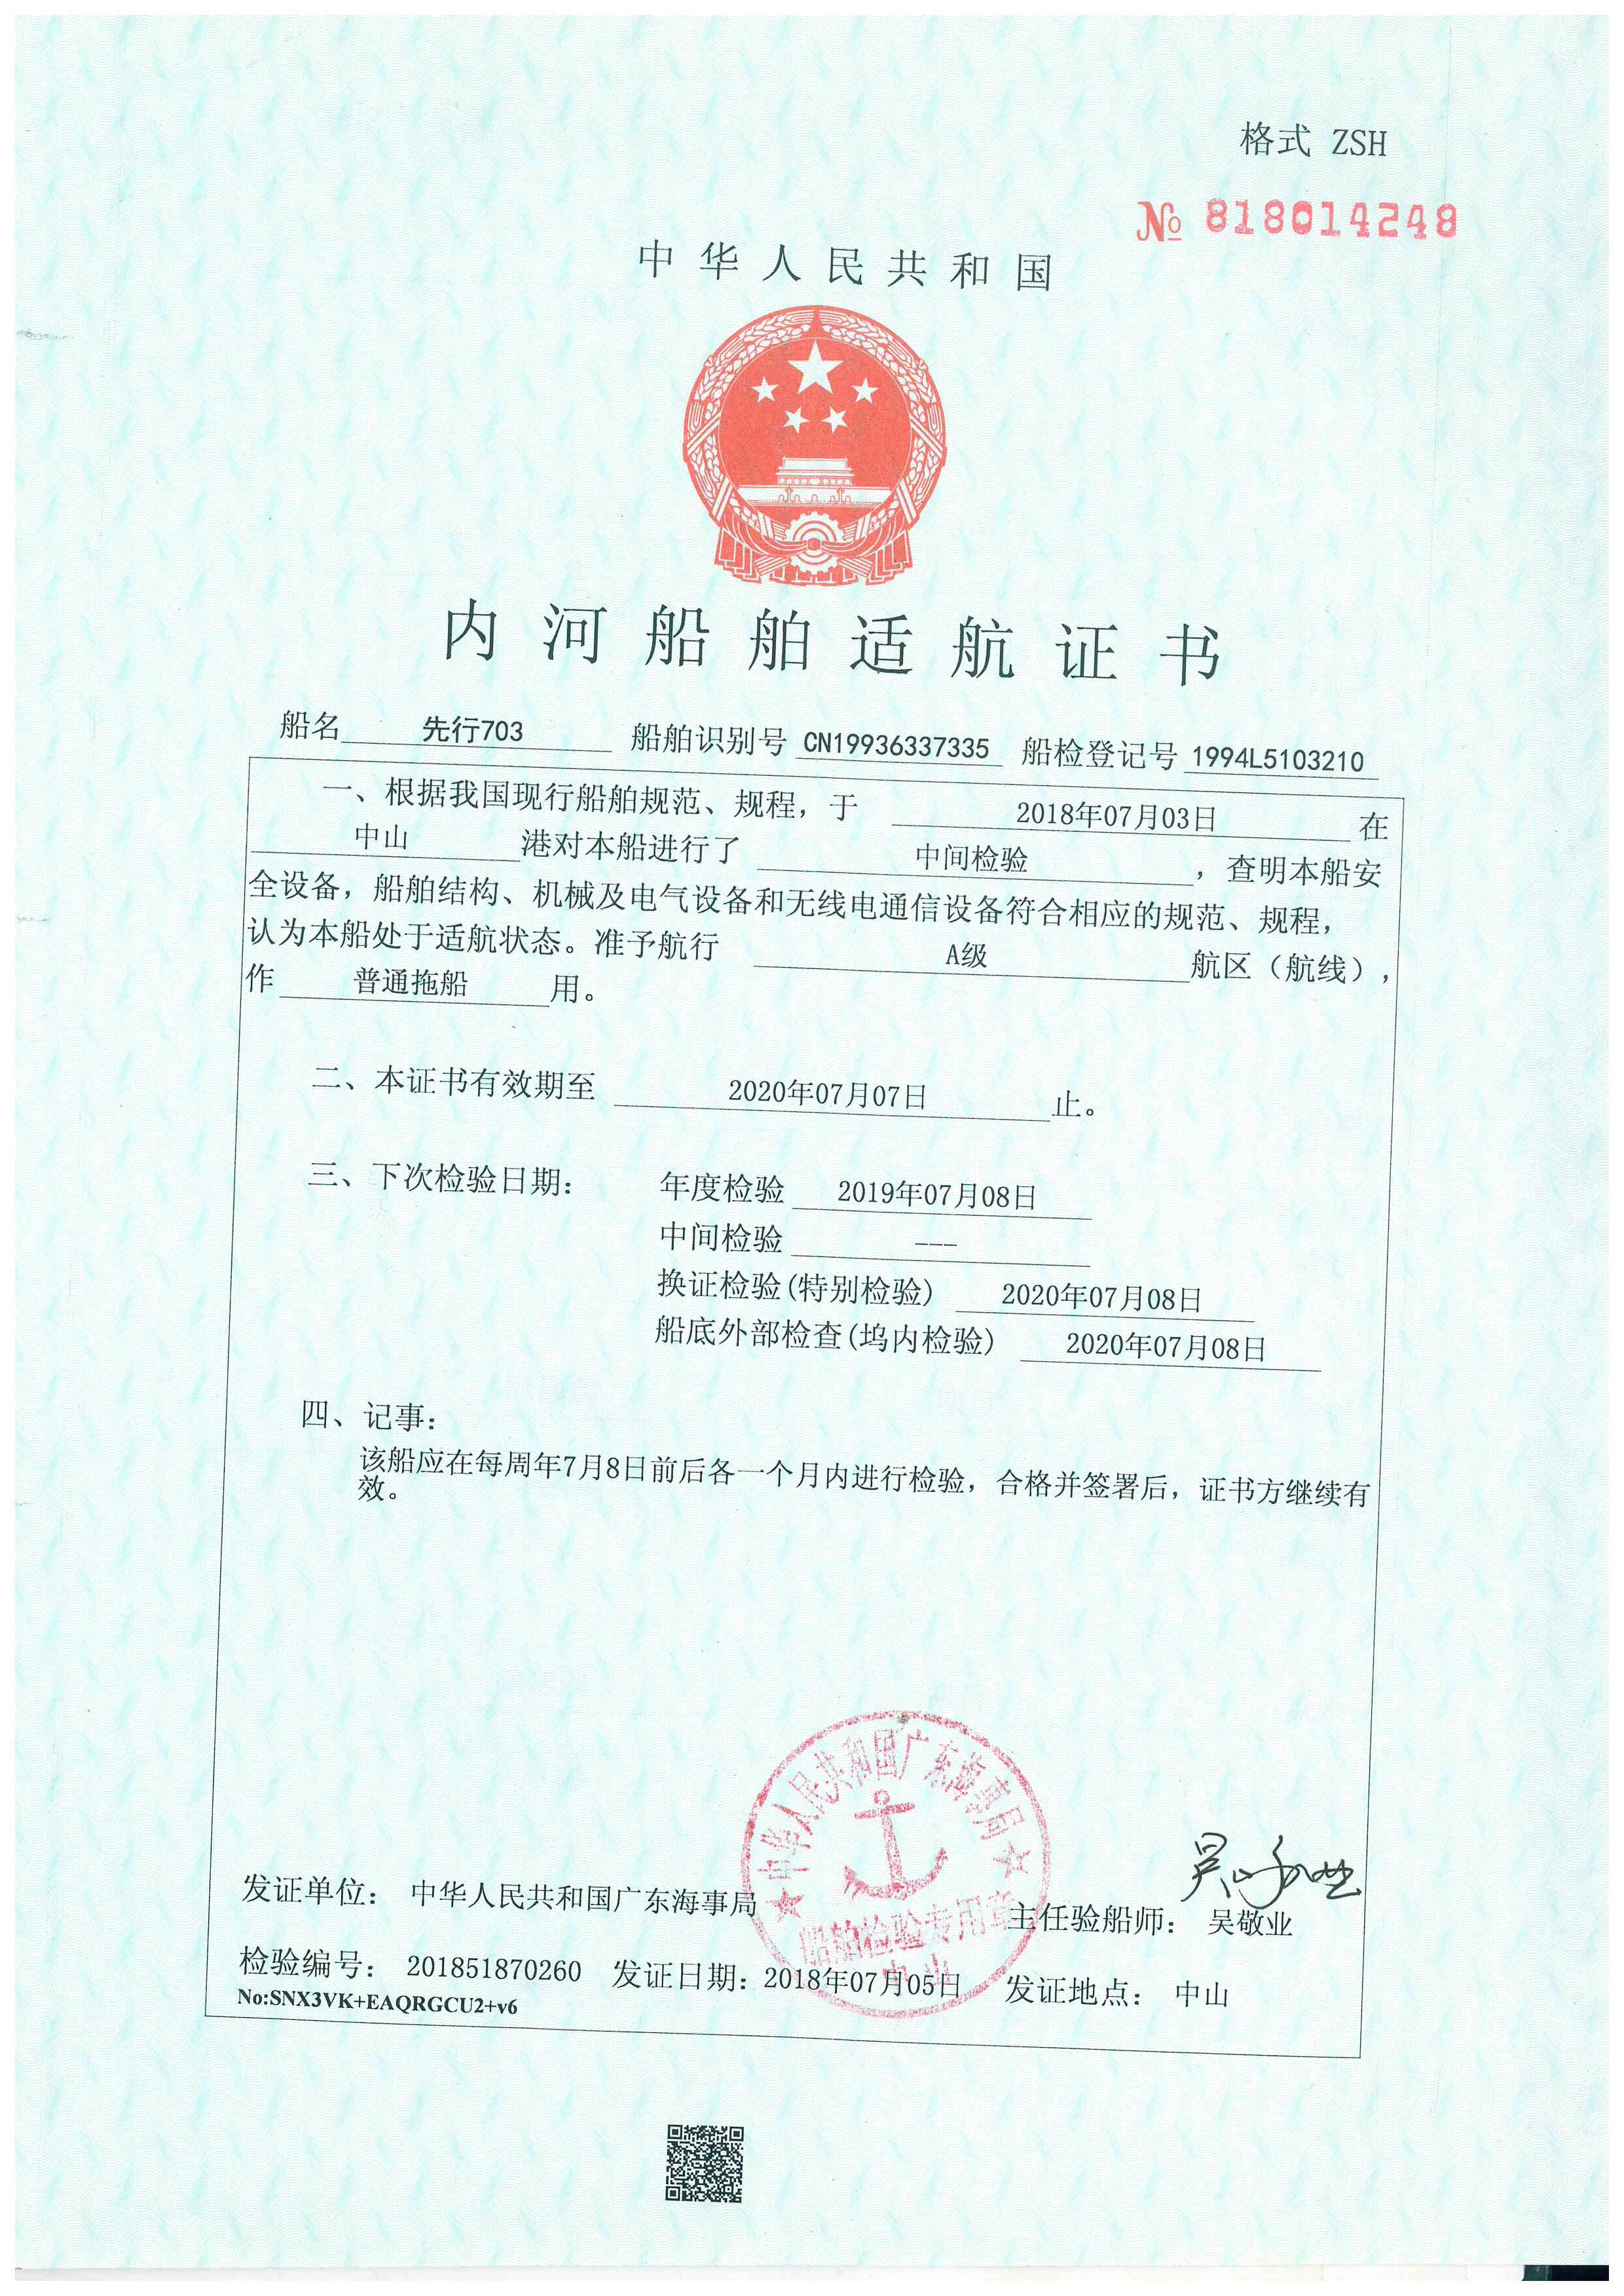 格式 ZSH
№ 818014248
中华人民共和国
内河船舶适航证书
船名 先行703 船舶识别号 CN19936337335 船检登记号 1994L5103210
一、根据我国现行船舶规范、规程，于 2018年07月03日 在
中山 港对本船进行了 中间检验 ，查明本船安
全设备，船舶结构、机械及电气设备和无线电通信设备符合相应的规范、规程，
认为本船处于适航状态。准予航行 A级 航区（航线），
作 普通拖船 用。
二、本证书有效期至 2020年07月07日 止。
三、下次检验日期： 年度检验 2019年07月08日
中间检验 ---
换证检验(特别检验) 2020年07月08日
船底外部检查(坞内检验) 2020年07月08日
四、记事：
该船应在每周年7月8日前后各一个月内进行检验，合格并签署后，证书方继续有
效。
中华人民共和国广东海事局
船舶检验专用章
中山
吴敬业
发证单位： 中华人民共和国广东海事局 主任验船师： 吴敬业
检验编号： 201851870260 发证日期：2018年07月05日 发证地点： 中山
No:SNX3VK+EAQRGCU2+v6